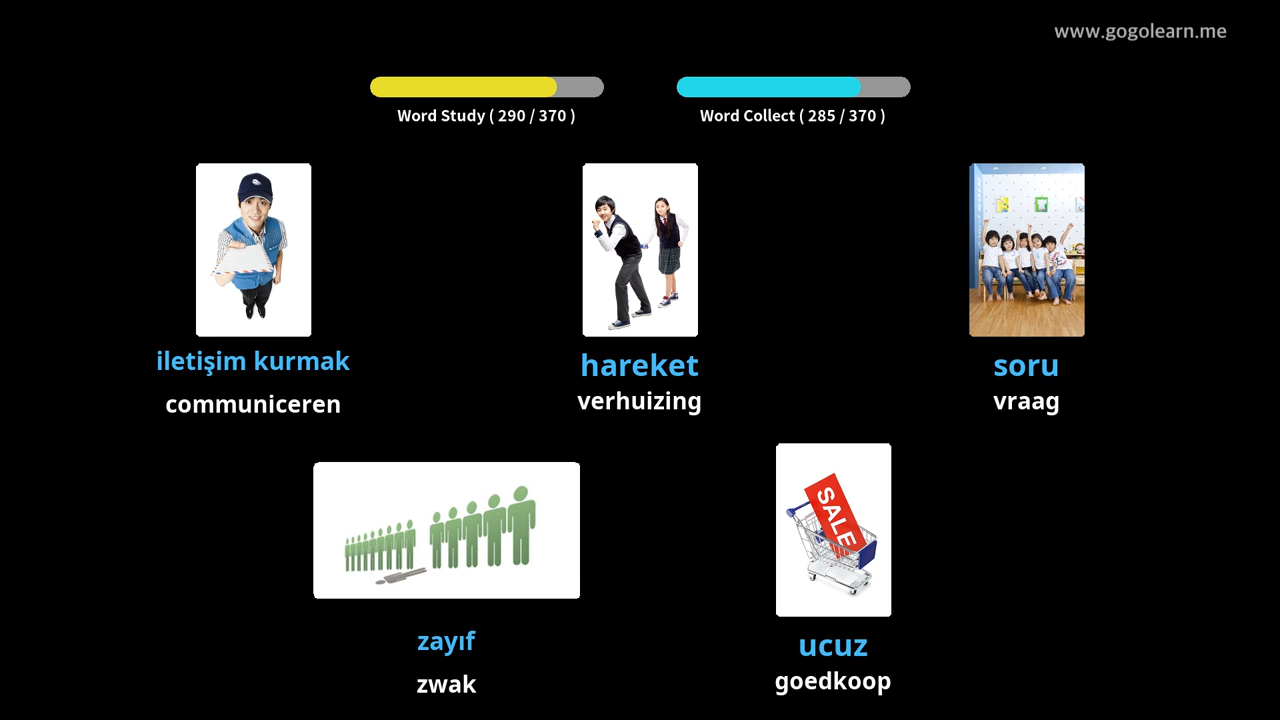 www.gogolearn.me
Word Study ( 290 / 370 )
Word Collect ( 285 / 370 )
iletişim kurmak
communiceren
hareket
verhuizing
soru
vraag
SALE
zayıf
zwak
ucuz
goedkoop